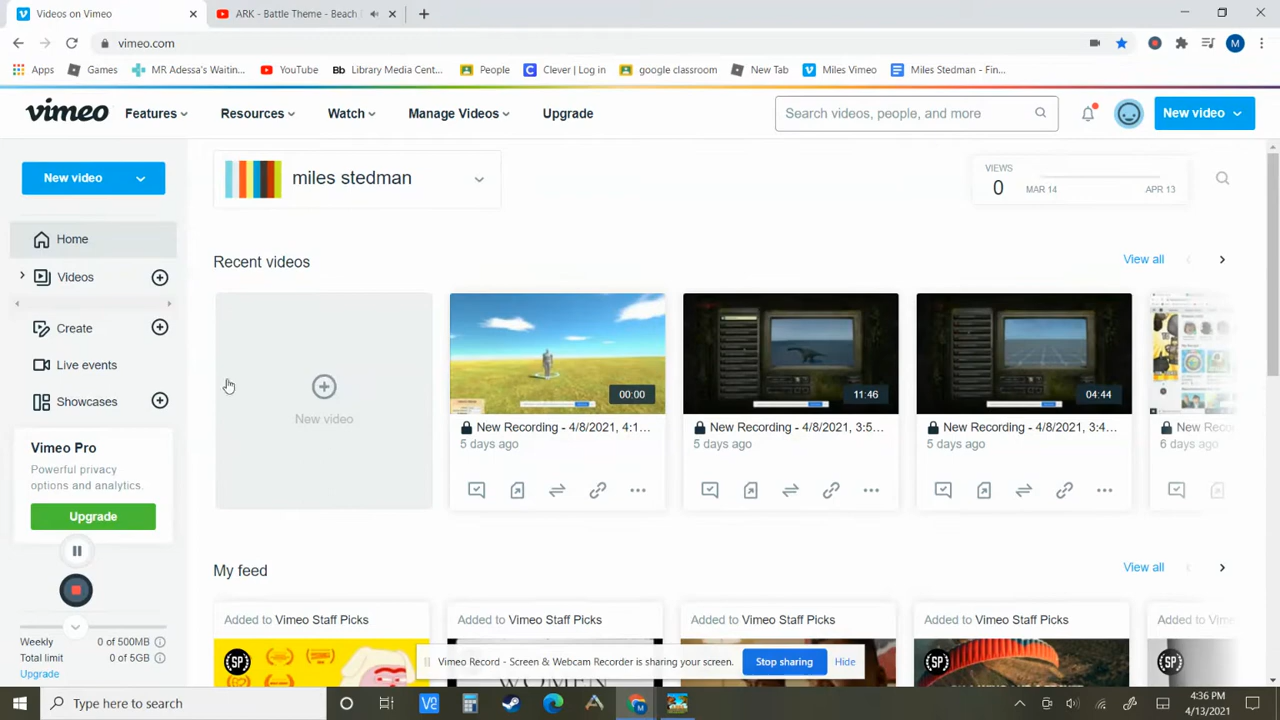 Videos on Vimeo
ARK - Battle Theme - Beach
vimeo.com
Apps
Games
MR Adessa's Waitin...
YouTube
Bb Library Media Cent...
People
Clever | Log in
google classroom
New Tab
Miles Vimeo
Miles Stedman - Fin...
M
vimeo
Features
Resources
Watch
Manage Videos
Upgrade
Search videos, people, and more
New video
New video
Home
Videos
Create
Live events
Showcases
Vimeo Pro
Powerful privacy
options and analytics.
Upgrade
Weekly 0 of 500MB
Total limit 0 of 5GB
Upgrade
miles stedman
VIEWS
0
MAR 14
APR 13
Recent videos
View all
New video
00:00
New Recording - 4/8/2021, 4:1...
5 days ago
11:46
New Recording - 4/8/2021, 3:5...
5 days ago
04:44
New Recording - 4/8/2021, 3:4...
5 days ago
New Reco
6 days ago
My feed
View all
Added to Vimeo Staff Picks
Added to Vimeo Staff Picks
Added to Vimeo Staff Picks
Added to Vimeo Staff Picks
Added to
SP
SP
SP
Vimeo Record - Screen & Webcam Recorder is sharing your screen.
Stop sharing
Hide
Type here to search
4:36 PM
4/13/2021